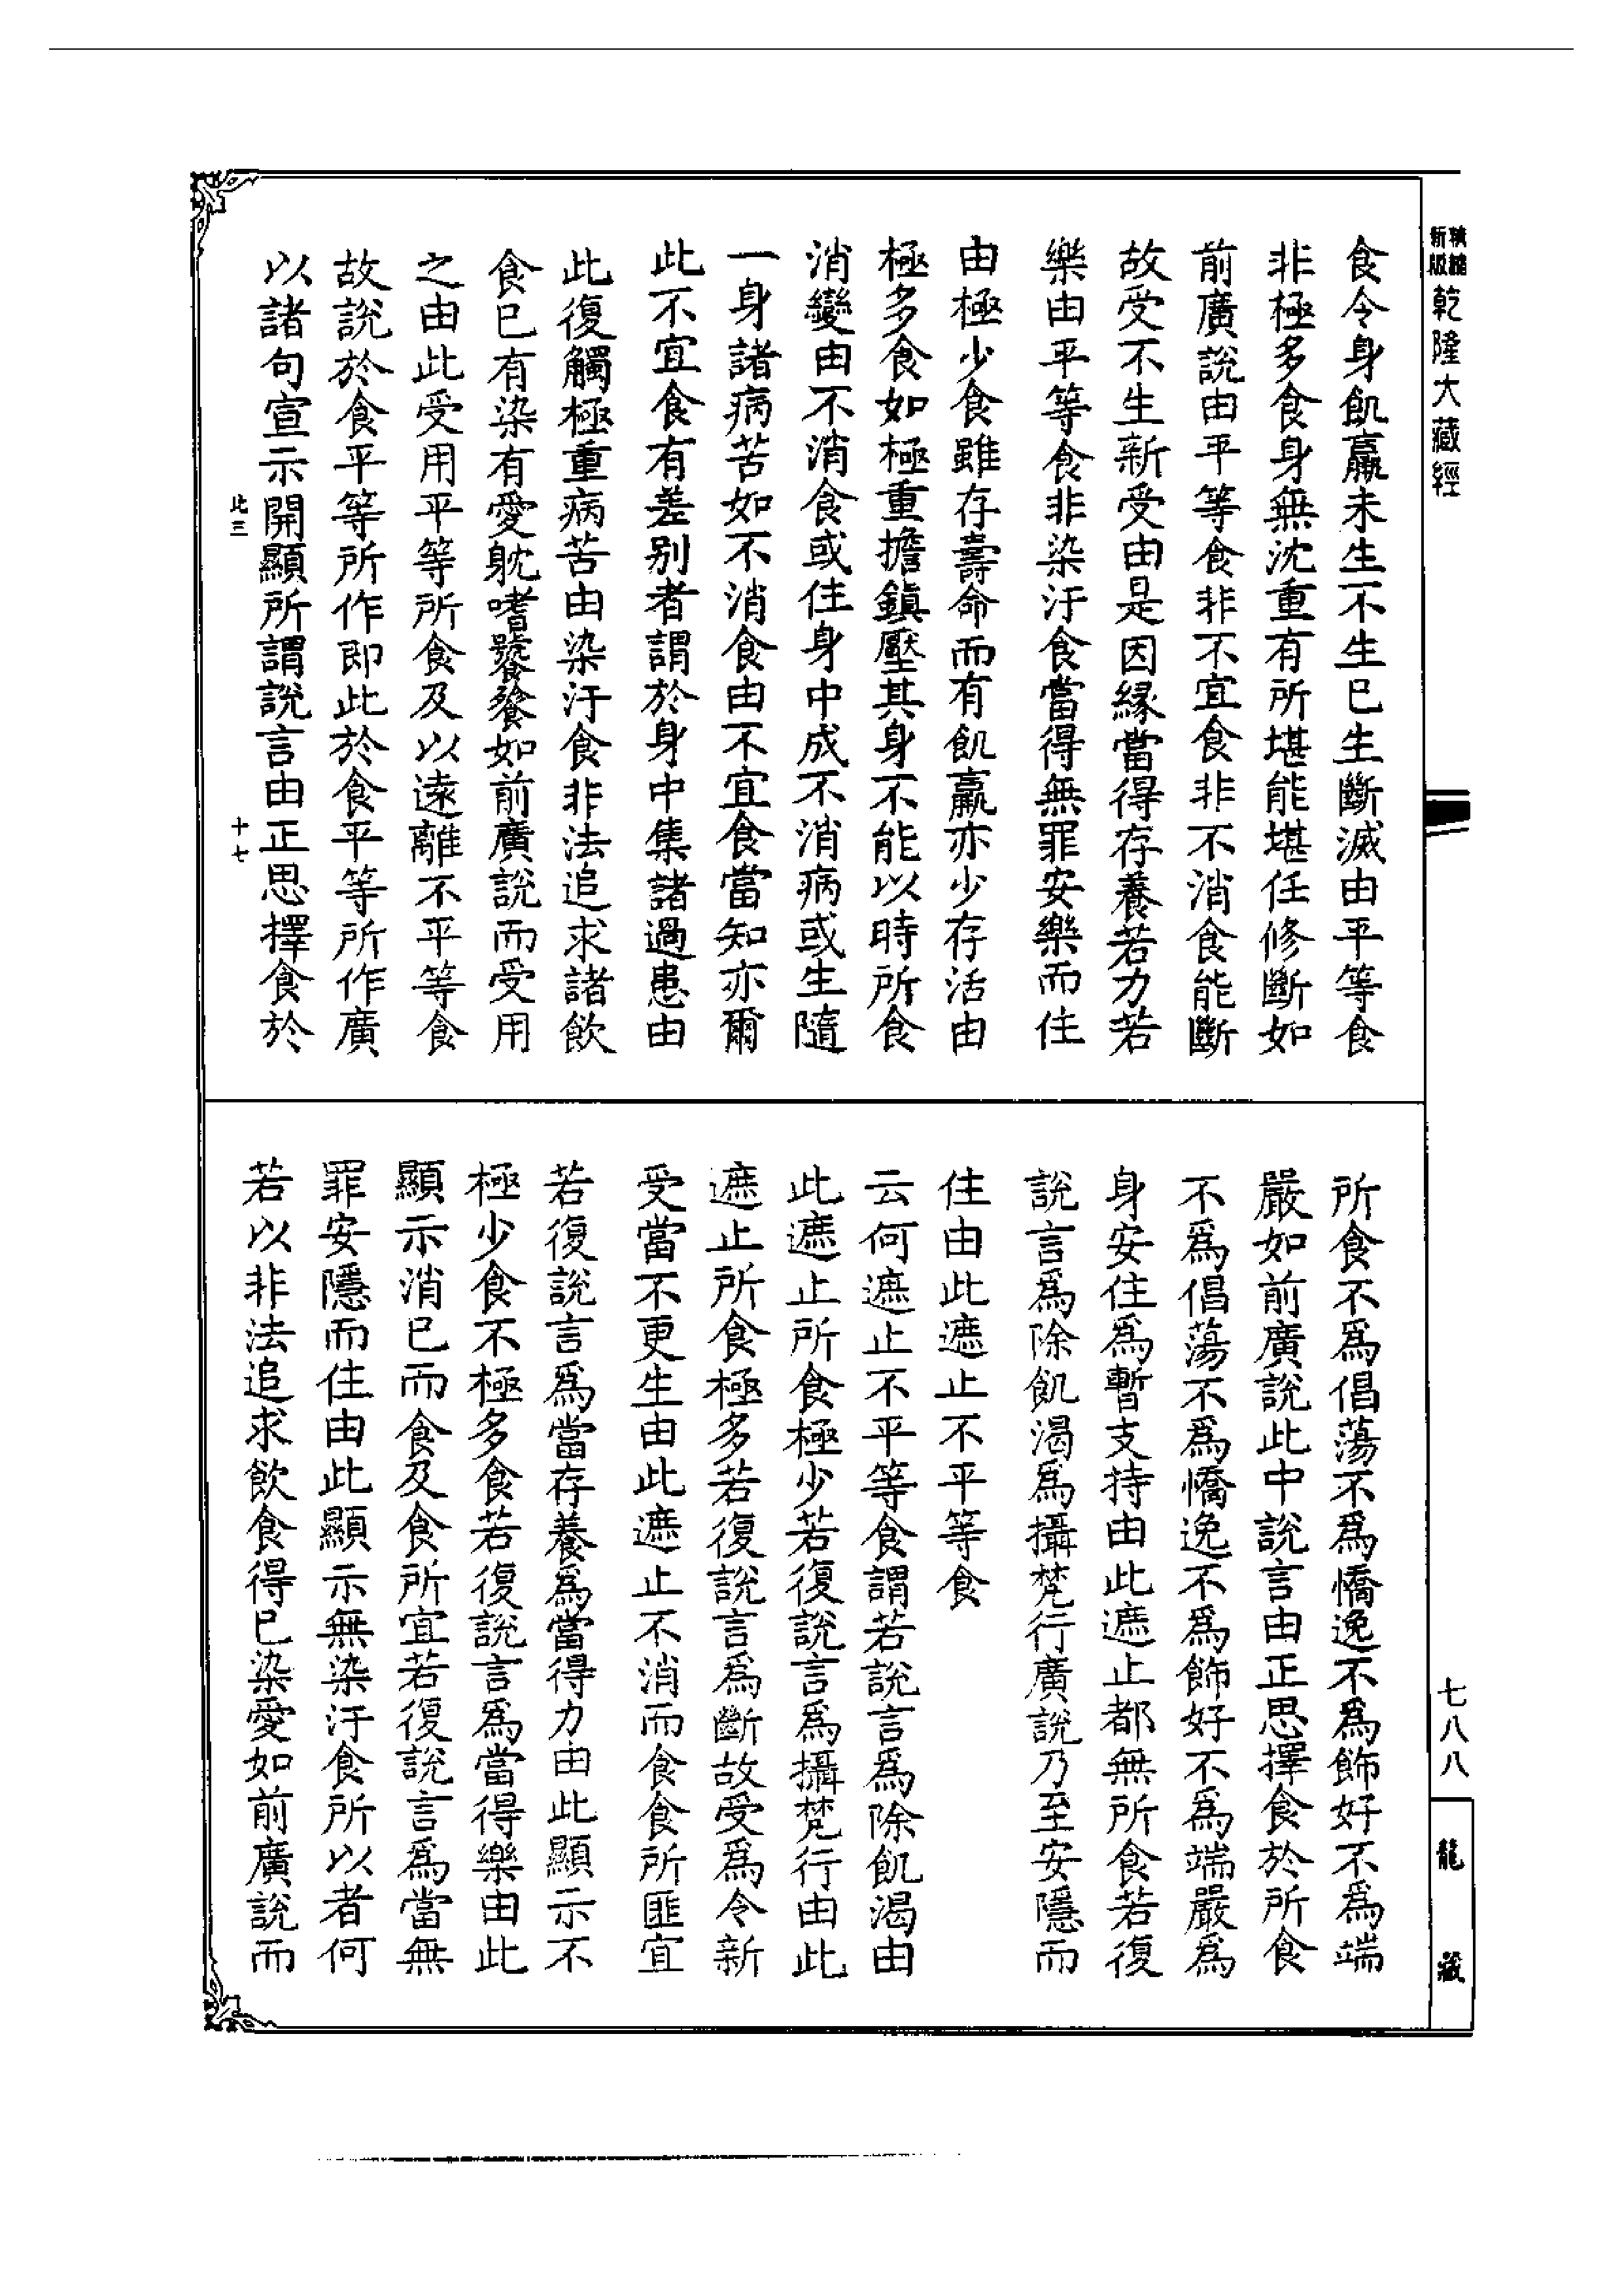 精縮
新版
乾隆大藏經
食令身飢羸未生不生巳生斷滅由平等食
非極多食身無沈重有所堪能堪任修斷如
前廣說由平等食非不宜食非不消食能斷
故受不生新受由是因緣當得存養若力若
樂由平等食非染汙食當得無罪安樂而住
由極少食雖存壽命而有飢羸亦少存活由
極多食如極重擔鎮壓其身不能以時所食
消變由不消食或住身中成不消病或生隨
一身諸病苦如不消食由不宜食當知亦爾
此不宜食有差别者謂於身中集諸過患由
此復觸極重病苦由染汙食非法追求諸飲
食巳有染有愛躭嗜饕餮如前廣說而受用
之由此受用平等所食及以遠離不平等食
故說於食平等所作即此於食平等所作廣
以諸句宣示開顯所謂說言由正思擇食於
此三
十七
所食不爲倡蕩不爲憍逸不爲飾好不爲端
嚴如前廣說此中說言由正思擇食於所食
不爲倡蕩不爲憍逸不爲飾好不爲端嚴爲
身安住爲暫支持由此遮止都無所食若復
說言爲除飢渴爲攝梵行廣說乃至安隱而
住由此遮止不平等食
云何遮止不平等食謂若說言爲除飢渴由
此遮止所食極少若復說言爲攝梵行由此
遮止所食極多若復說言爲斷故受爲令新
受當不更生由此遮止不消而食食所匪宜
若復說言爲當存養爲當得力由此顯示不
極少食不極多食若復說言爲當得樂由此
顯示消巳而食及食所宜若復說言爲當無
罪安隱而住由此顯示無染汙食所以者何
若以非法追求飲食得巳染愛如前廣說而
七八八
龍藏